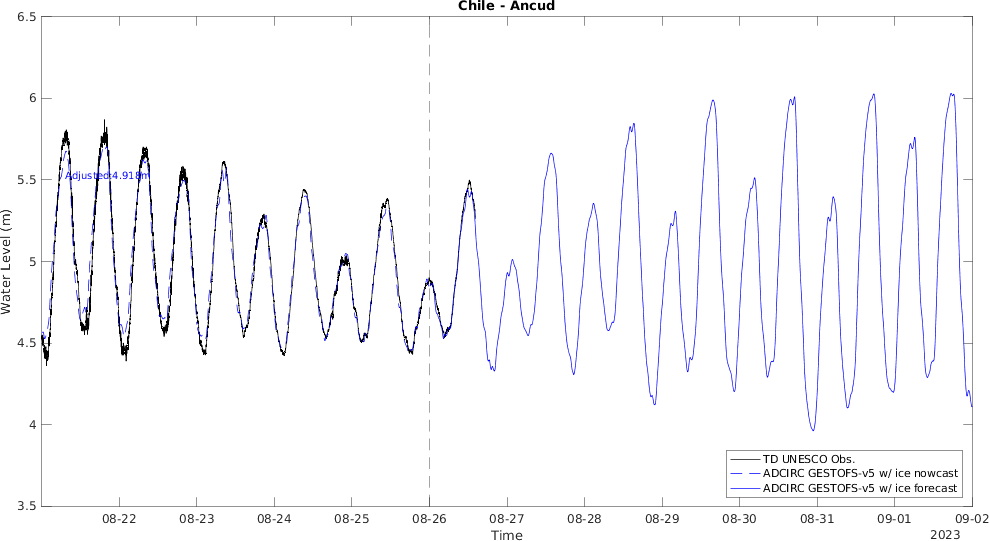 Chile - Ancud
6.5
6
5.5
5
4.5
4
3.5
Water Level (m)
Adjusted:4.918m
TD UNESCO Obs.
ADCIRC GESTOFS-v5 w/ ice nowcast
ADCIRC GESTOFS-v5 w/ ice forecast
08-22 08-23 08-24 08-25 08-26 08-27 08-28 08-29 08-30 08-31 09-01 09-02
Time
2023